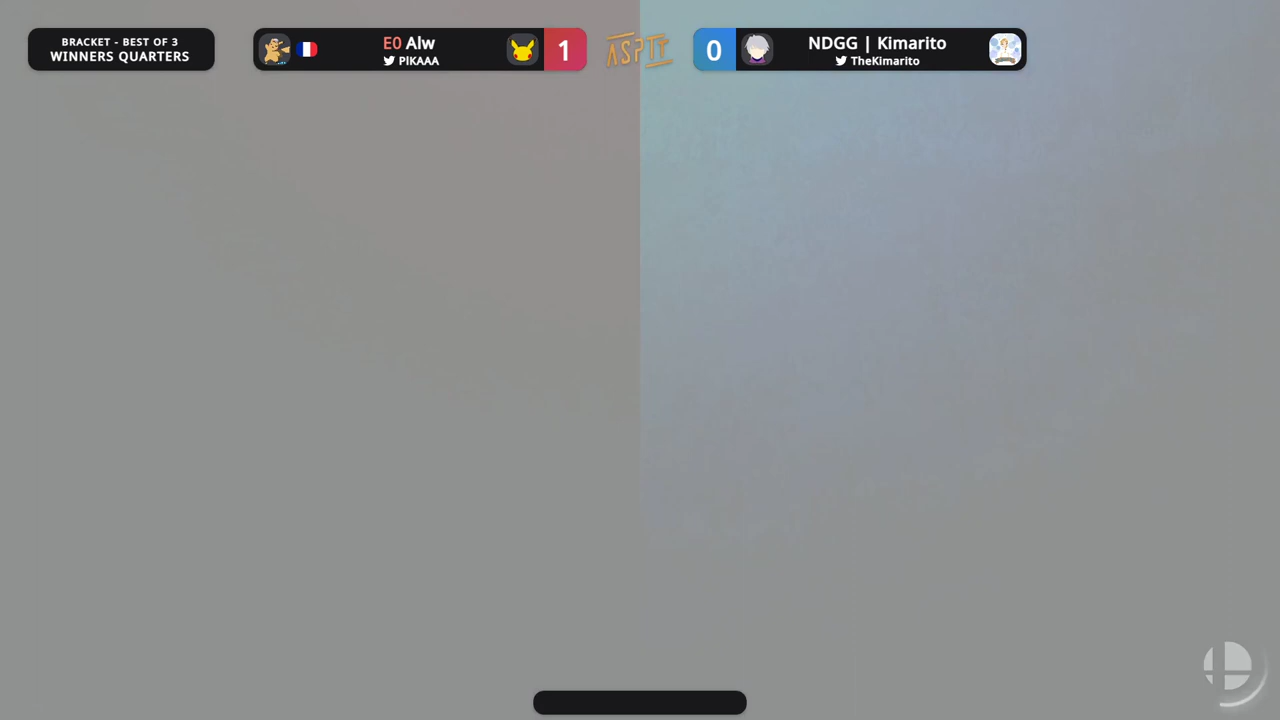 BRACKET - BEST OF 3
WINNERS QUARTERS
E0 Alw
PIKAAA
1
ASPTT
0
NDGG | Kimarito
TheKimarito